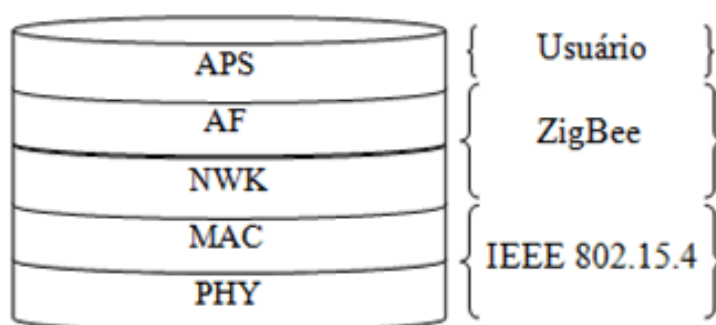 APS
Usuário
AF
ZigBee
NWK
MAC
IEEE 802.15.4
PHY